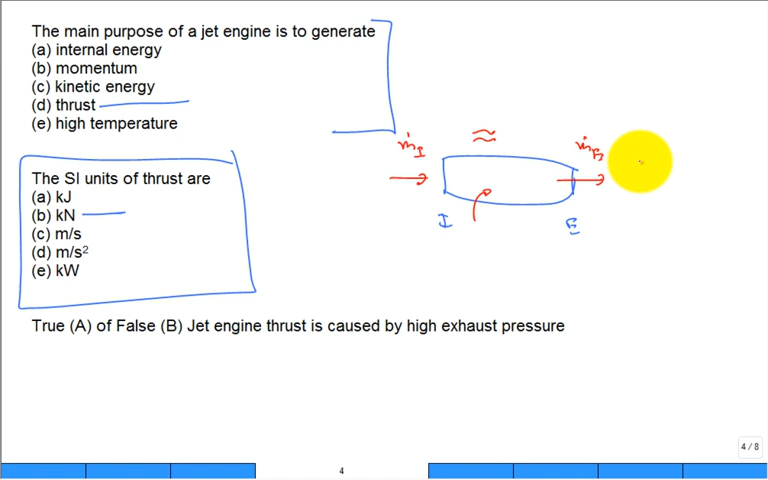 The main purpose of a jet engine is to generate
(a) internal energy
(b) momentum
(c) kinetic energy
(d) thrust
(e) high temperature
ṁI
≈
ṁE
The SI units of thrust are
(a) kJ
(b) kN
(c) m/s
(d) m/s²
(e) kW
I
E
True (A) of False (B) Jet engine thrust is caused by high exhaust pressure
4 / 8
4